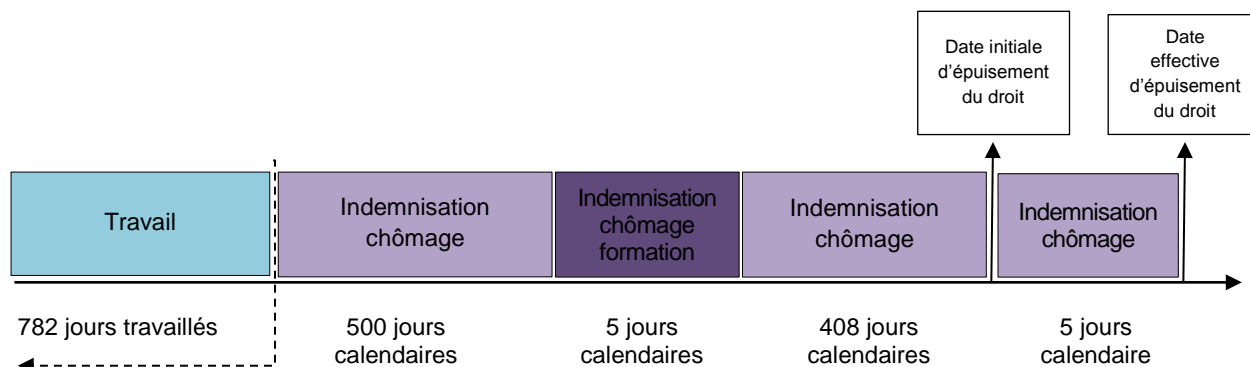 Date initiale
d'épuisement
du droit
Date
effective
d'épuisement
du droit
Travail
Indemnisation
chômage
Indemnisation
chômage
formation
Indemnisation
chômage
Indemnisation
chômage
782 jours travaillés
500 jours
calendaires
5 jours
calendaires
408 jours
calendaires
5 jours
calendaire